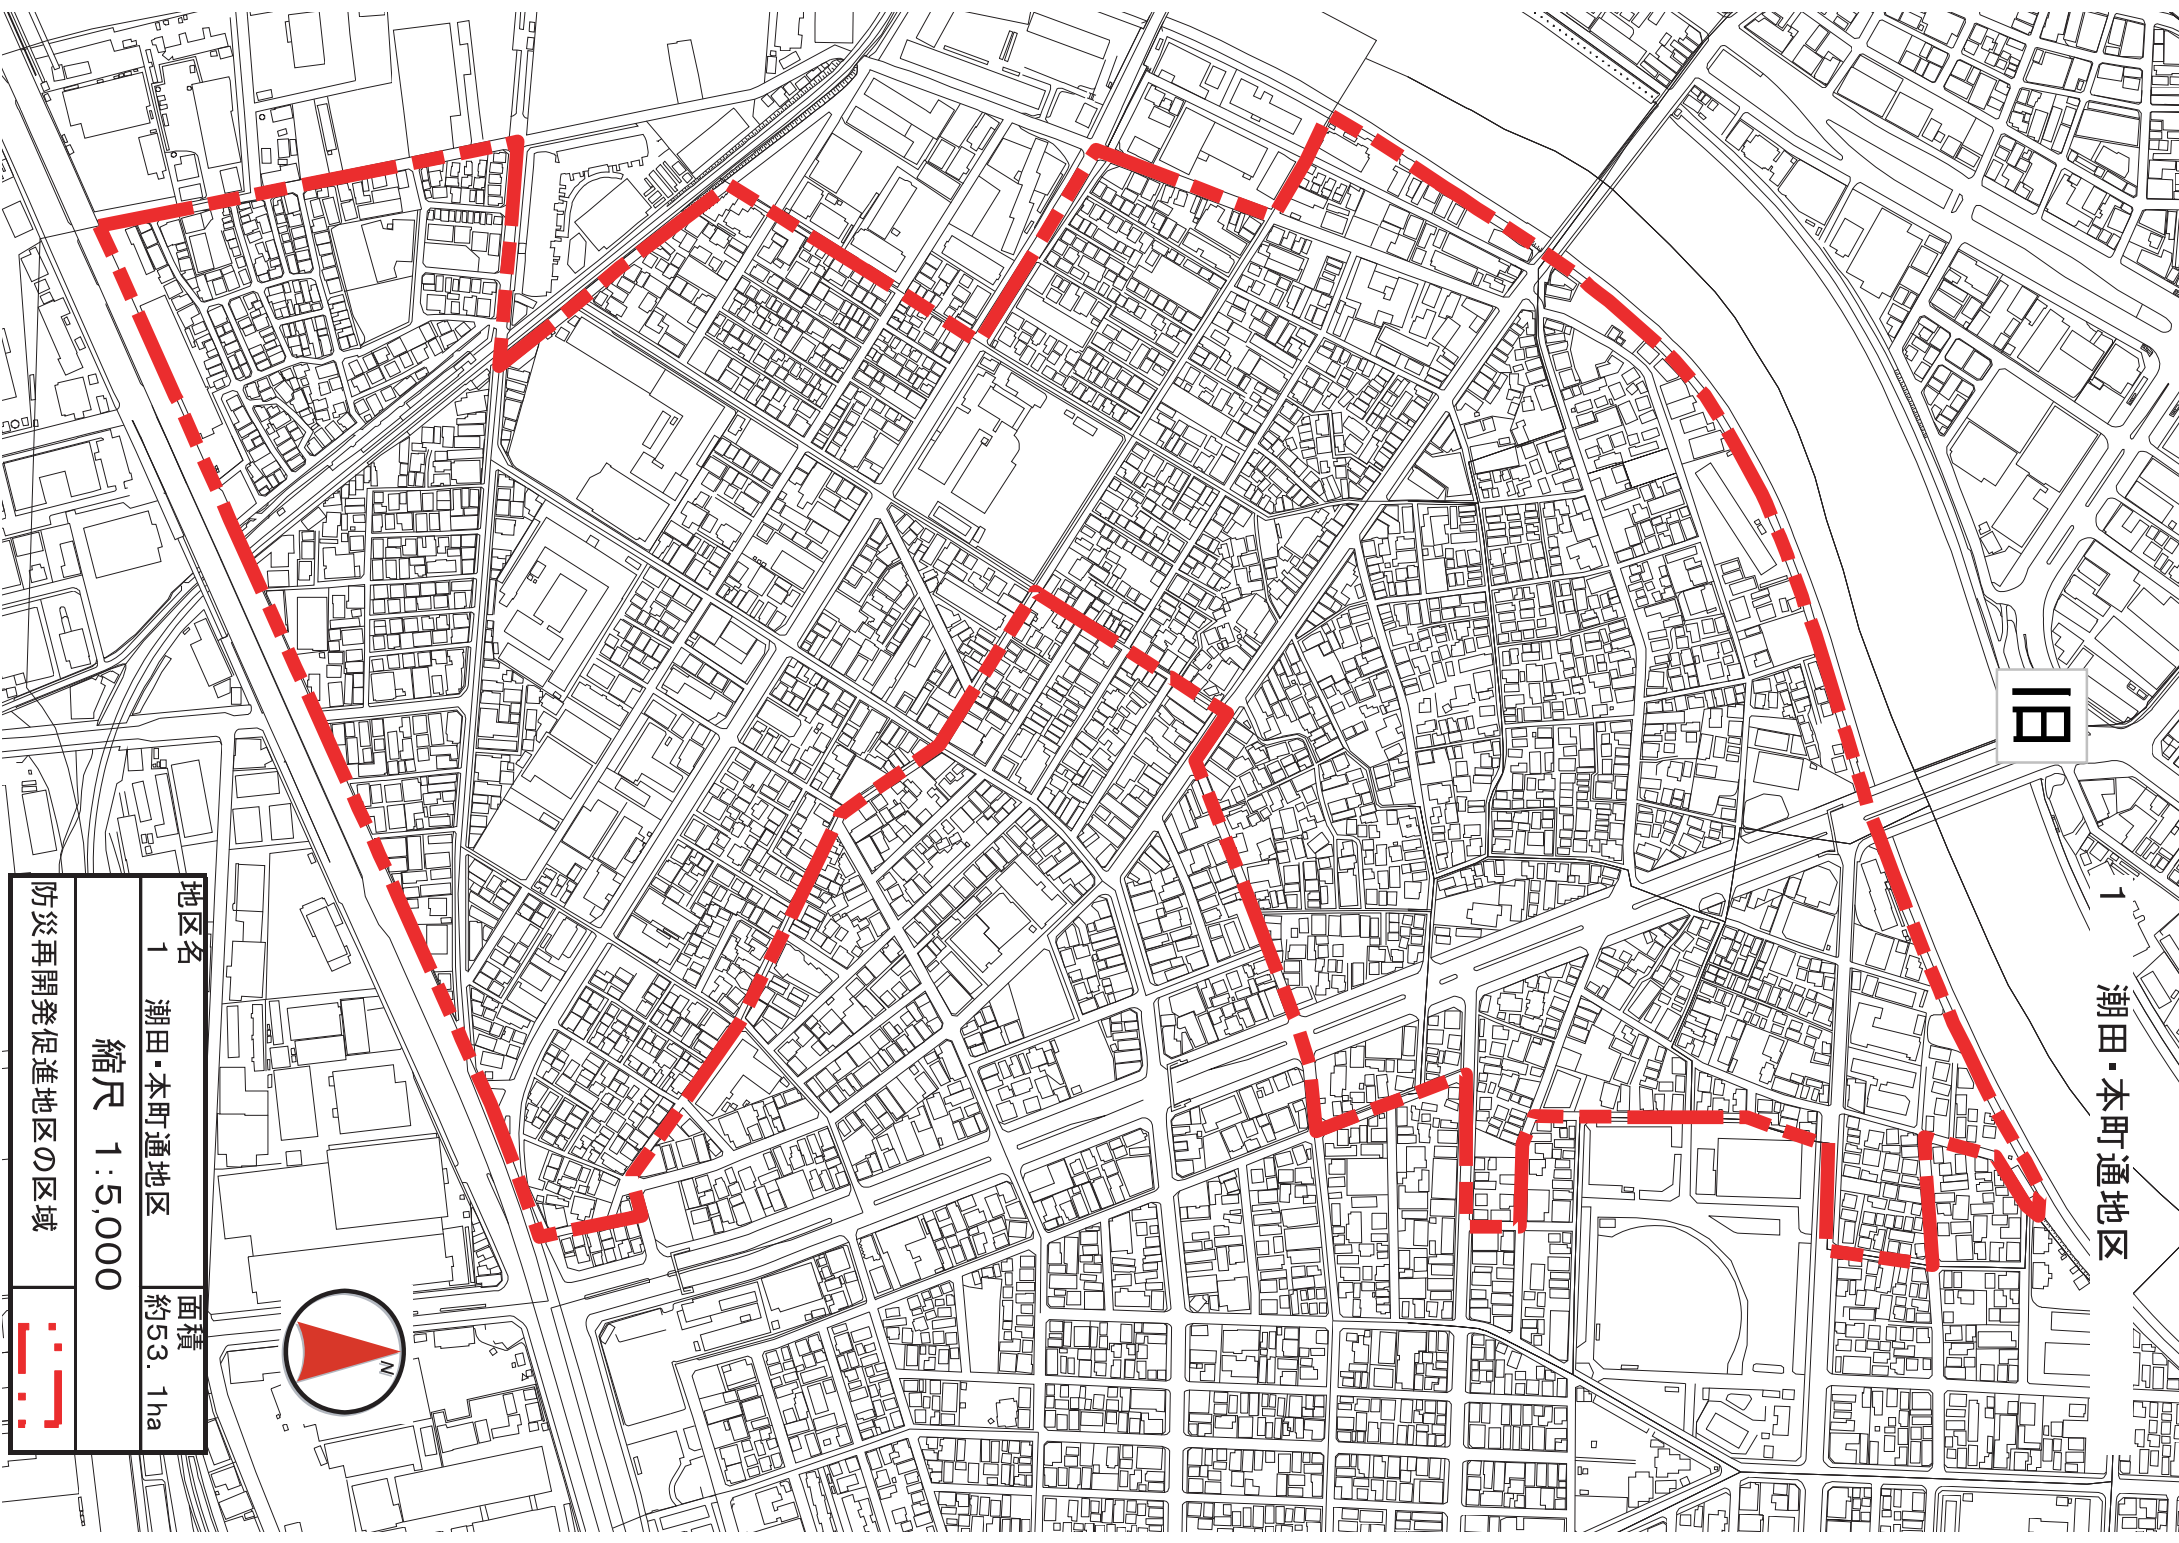 旧
1　潮田・本町通地区
地区名
1　潮田・本町通地区
面積
約53.1ha
縮尺　1:5,000
防災再開発促進地区の区域
N